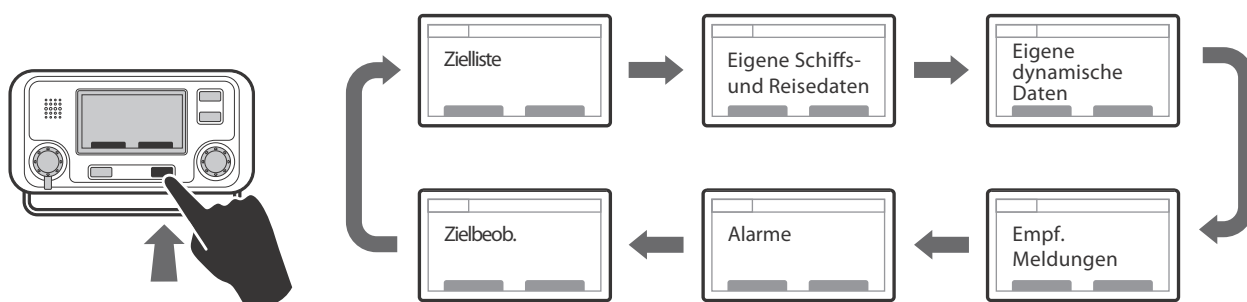 Zielliste
Eigene Schiffs-
und Reisedaten
Eigene
dynamische
Daten
Empf.
Meldungen
Alarme
Zielbeob.